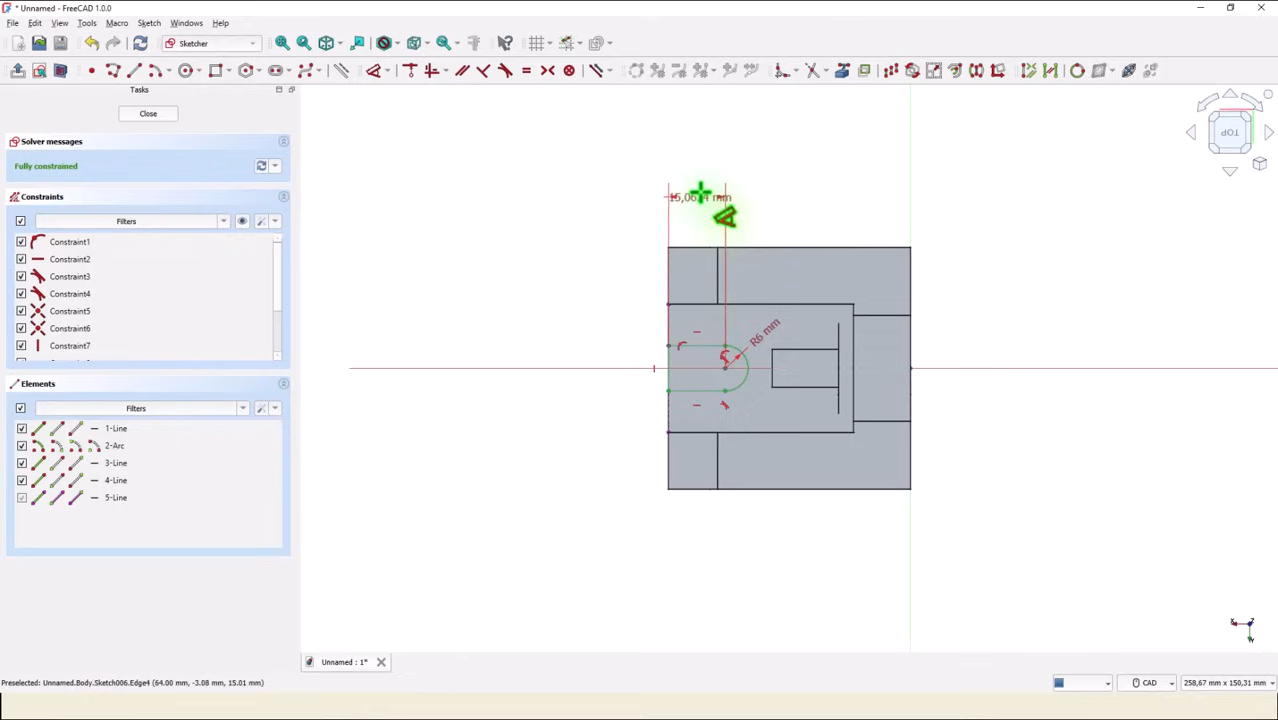 * Unnamed - FreeCAD 1.0.0
File Edit View Tools Macro Sketch Windows Help
Sketcher
Tasks
Close
Solver messages
Fully constrained
Constraints
Filters
Constraint1
Constraint2
Constraint3
Constraint4
Constraint5
Constraint6
Constraint7
Elements
Filters
1-Line
2-Arc
3-Line
4-Line
5-Line
R6 mm
TOP
Unnamed : 1*
Preselected: Unnamed.Body.Sketch006.Edge4 (64.00 mm, -3.08 mm, 15.01 mm)
CAD
258,67 mm x 150,31 mm